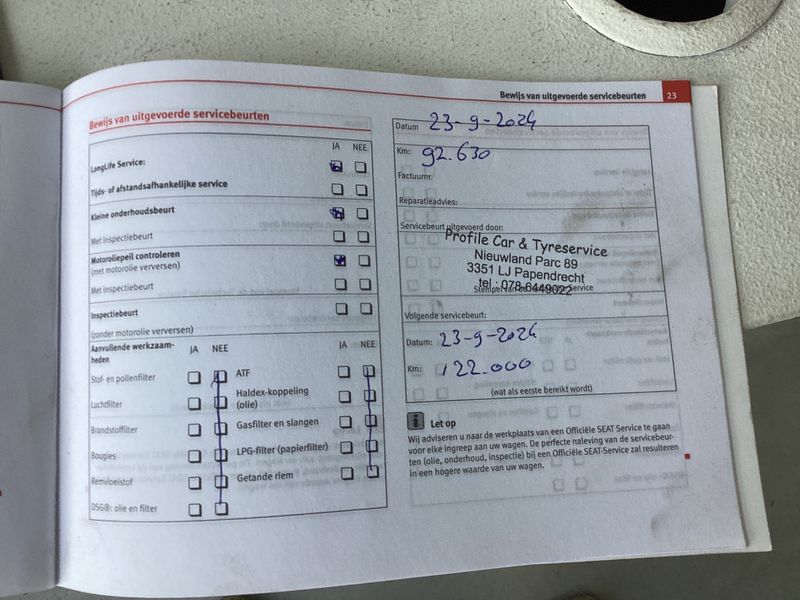 Bewijs van uitgevoerde servicebeurten 23
Bewijs van uitgevoerde servicebeurten
JA NEE
LongLife Service:
Tijds- of afstandsafhankelijke service
Kleine onderhoudsbeurt
Met inspectiebeurt
Motoroliepeil controleren
(met motorolie verversen)
Met inspectiebeurt
Inspectiebeurt
(zonder motorolie verversen)
Aanvullende werkzaam-
heden
JA NEE
JA NEE
Stof- en pollenfilter
ATF
Luchtfilter
Haldex-koppeling
(olie)
Brandstoffilter
Gasfilter en slangen
Bougies
LPG-filter (papierfilter)
Remvloeistof
Getande riem
DSG®: olie en filter
Datum 23-9-2024
Km: 92.630
Factuurnr.
Reparatieadvies:
Servicebeurt uitgevoerd door:
Profile Car & Tyreservice
Nieuwland Parc 89
3351 LJ Papendrecht
tel : 078-6449022
Volgende servicebeurt:
Datum: 23-9-2024
Km: 122.000
(wat als eerste bereikt wordt)
i Let op
Wij adviseren u naar de werkplaats van een Officiële SEAT Service te gaan
voor elke ingreep aan uw wagen. De perfecte naleving van de servicebeur-
ten (olie, onderhoud, inspectie) bij een Officiële SEAT-Service zal resulteren
in een hogere waarde van uw wagen.